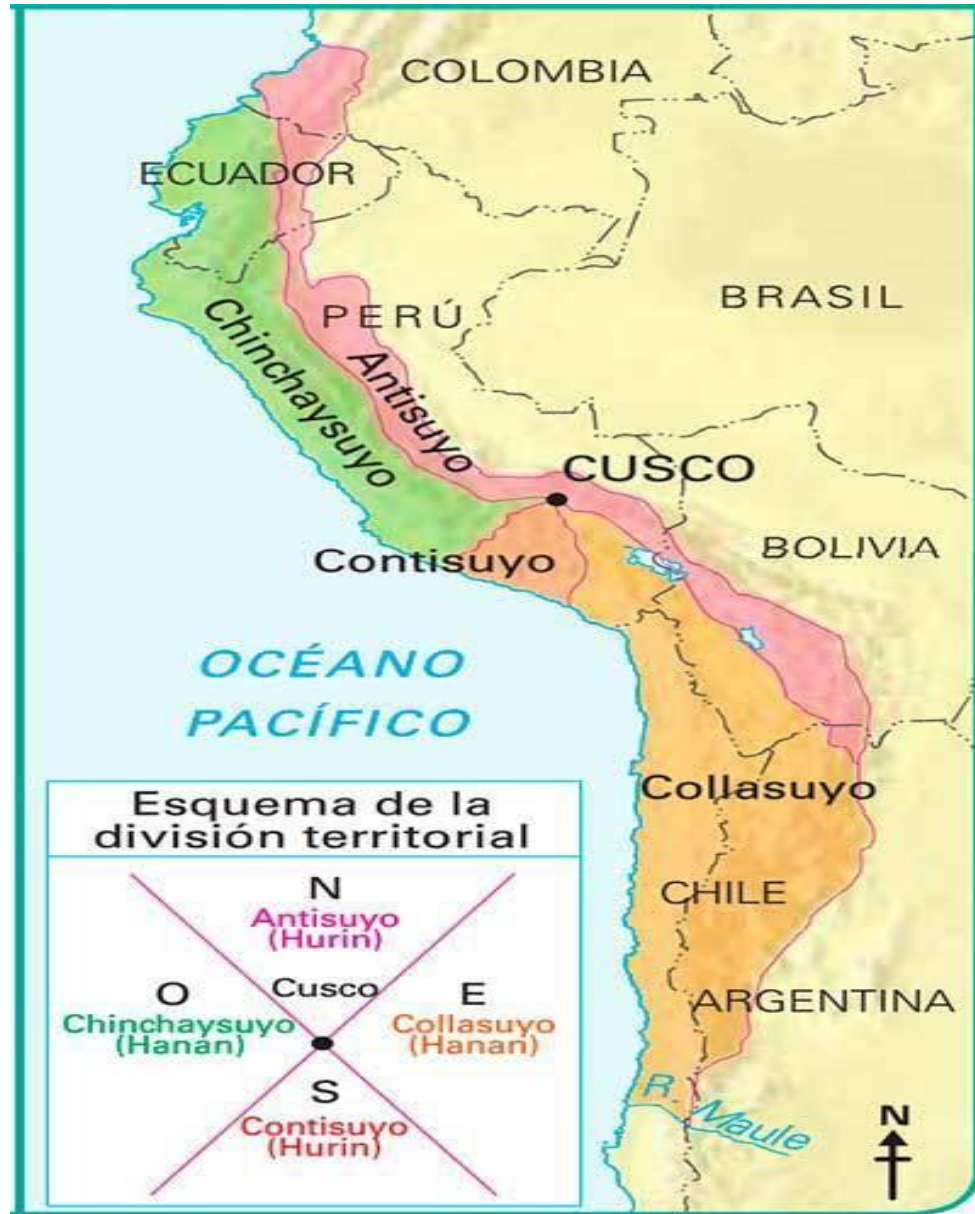 COLOMBIA
ECUADOR
PERÚ
BRASIL
Chinchaysuyo
Antisuyo
CUSCO
BOLIVIA
Contisuyo
OCÉANO
PACÍFICO
Collasuyo
CHILE
ARGENTINA
R. Maule
N
Esquema de la
división territorial
N
Antisuyo
(Hurin)
Cusco
O
Chinchaysuyo
(Hanan)
E
Collasuyo
(Hanan)
S
Contisuyo
(Hurin)